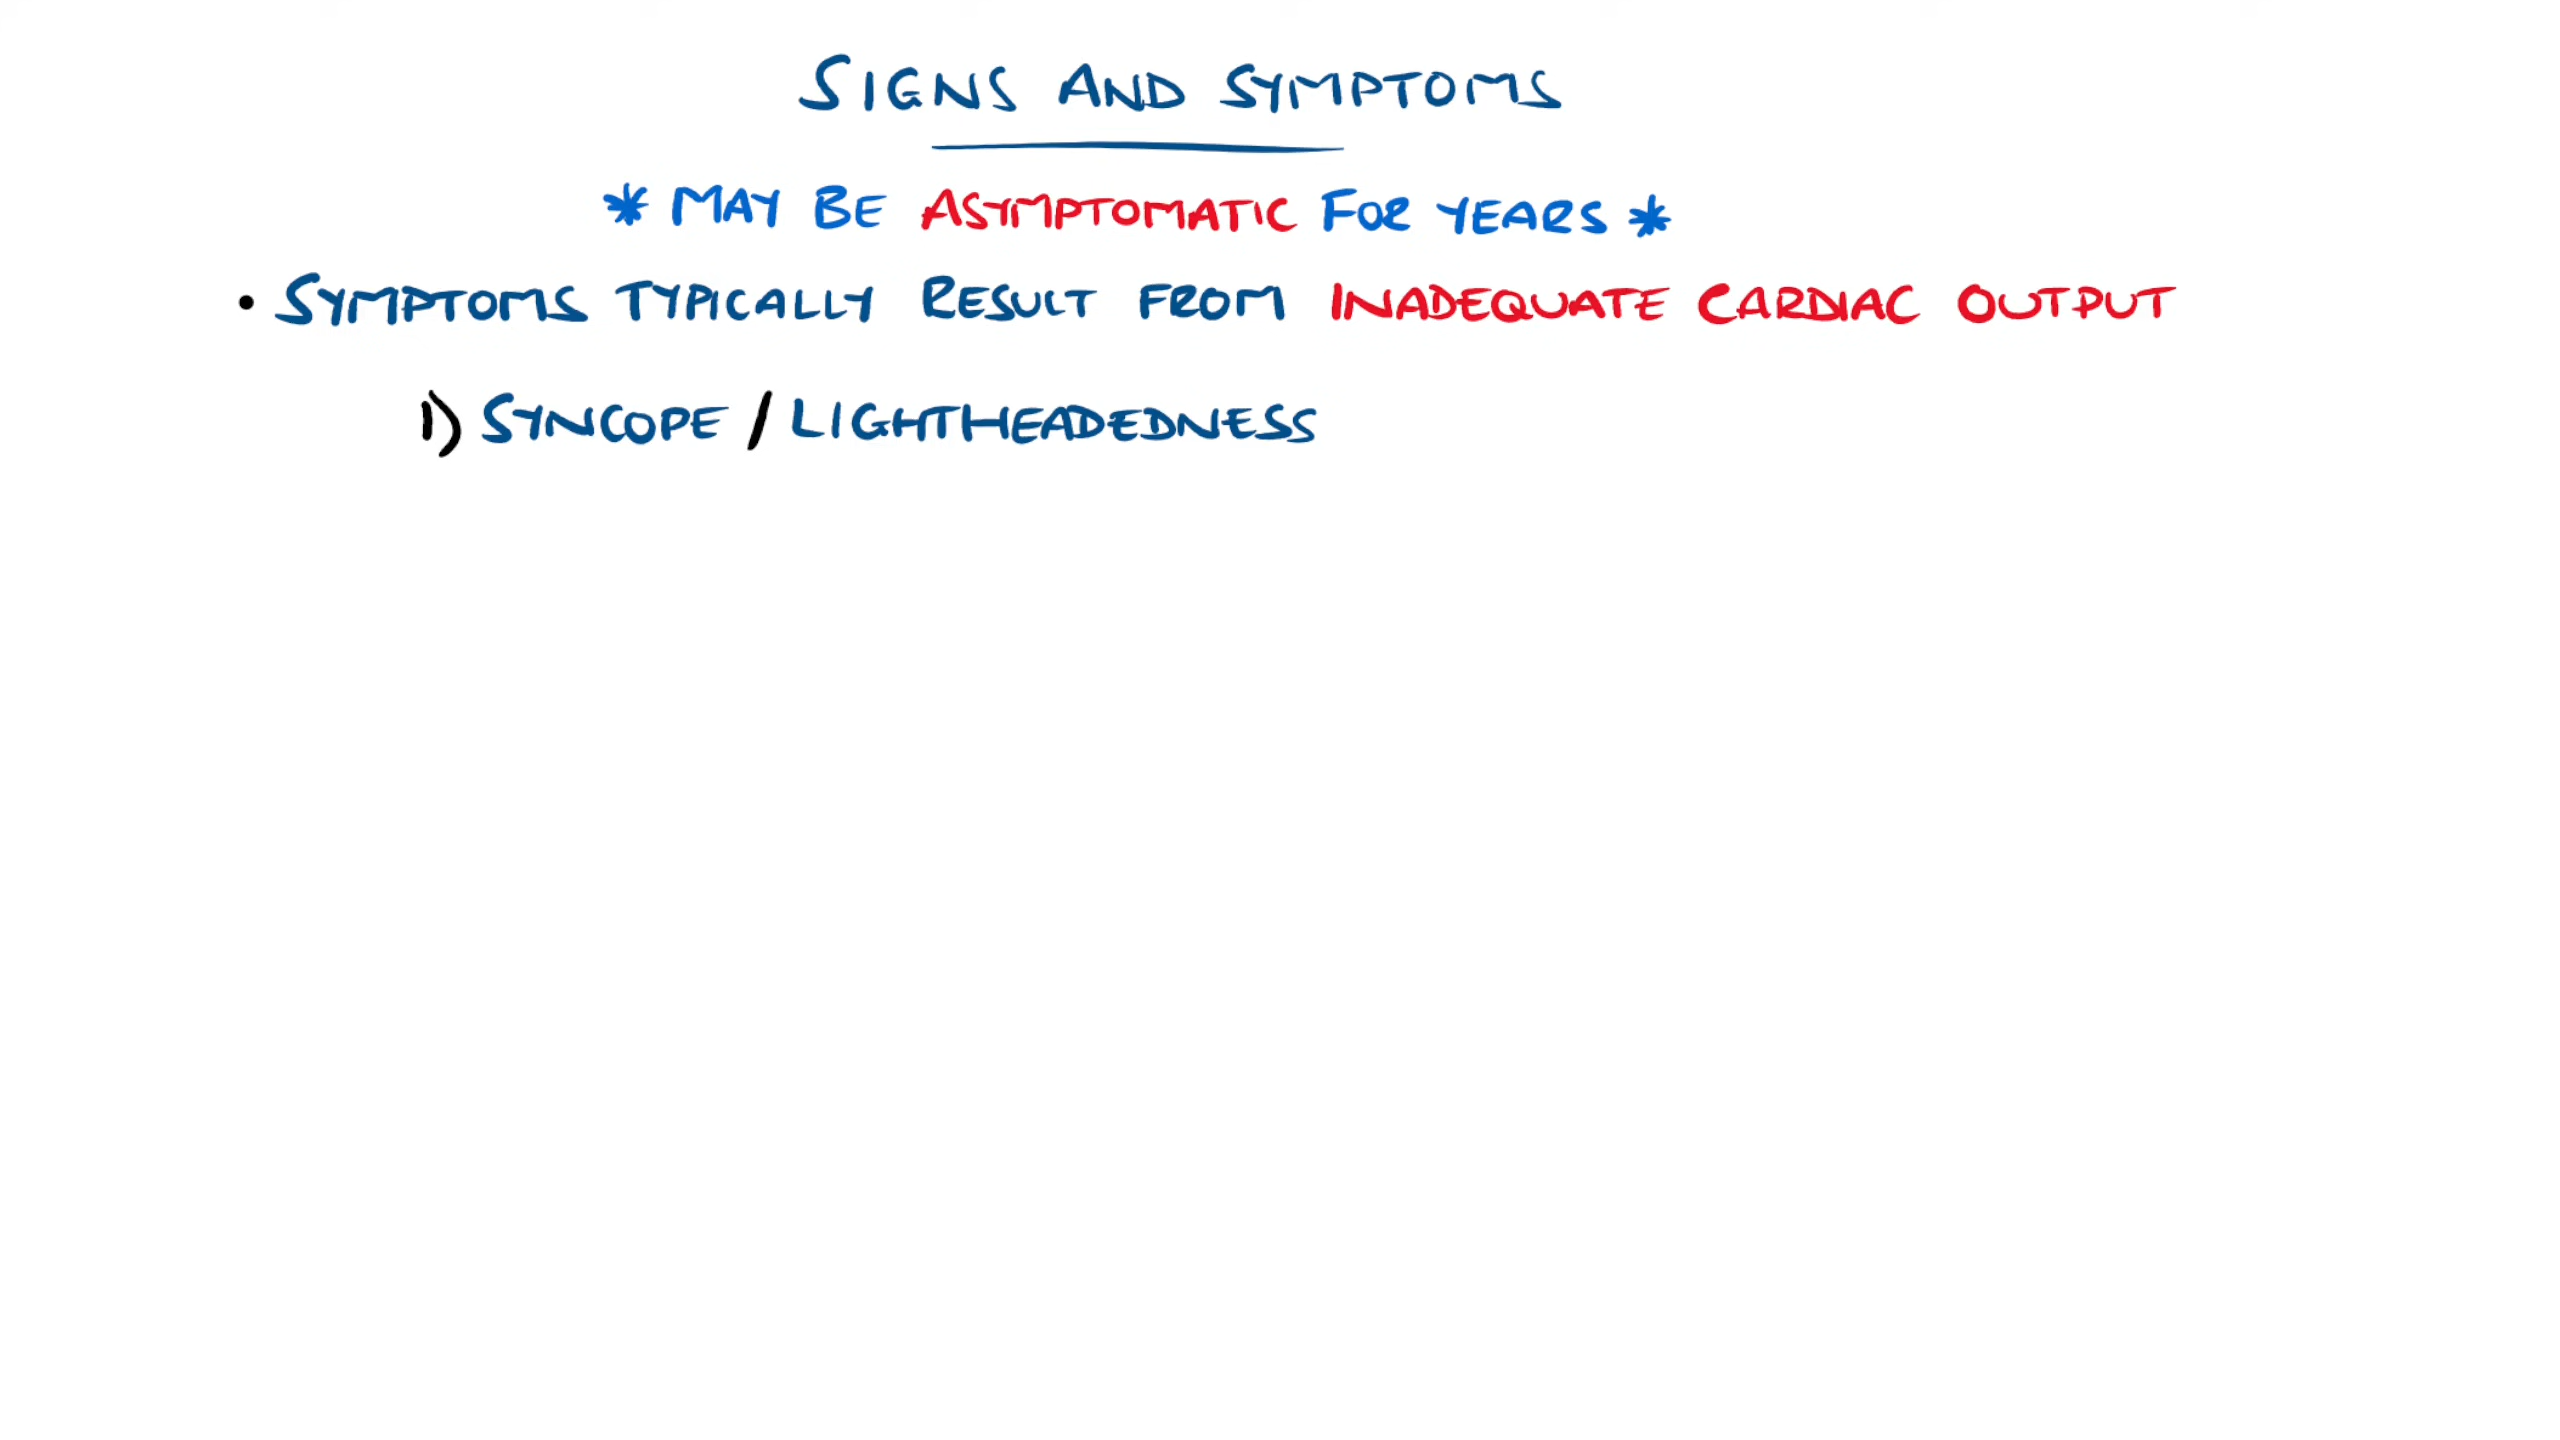 SIGNS AND SYMPTOMS
* MAY BE ASYMPTOMATIC FOR YEARS *
• SYMPTOMS TYPICALLY RESULT FROM INADEQUATE CARDIAC OUTPUT
1) SYNCOPE / LIGHTHEADEDNESS